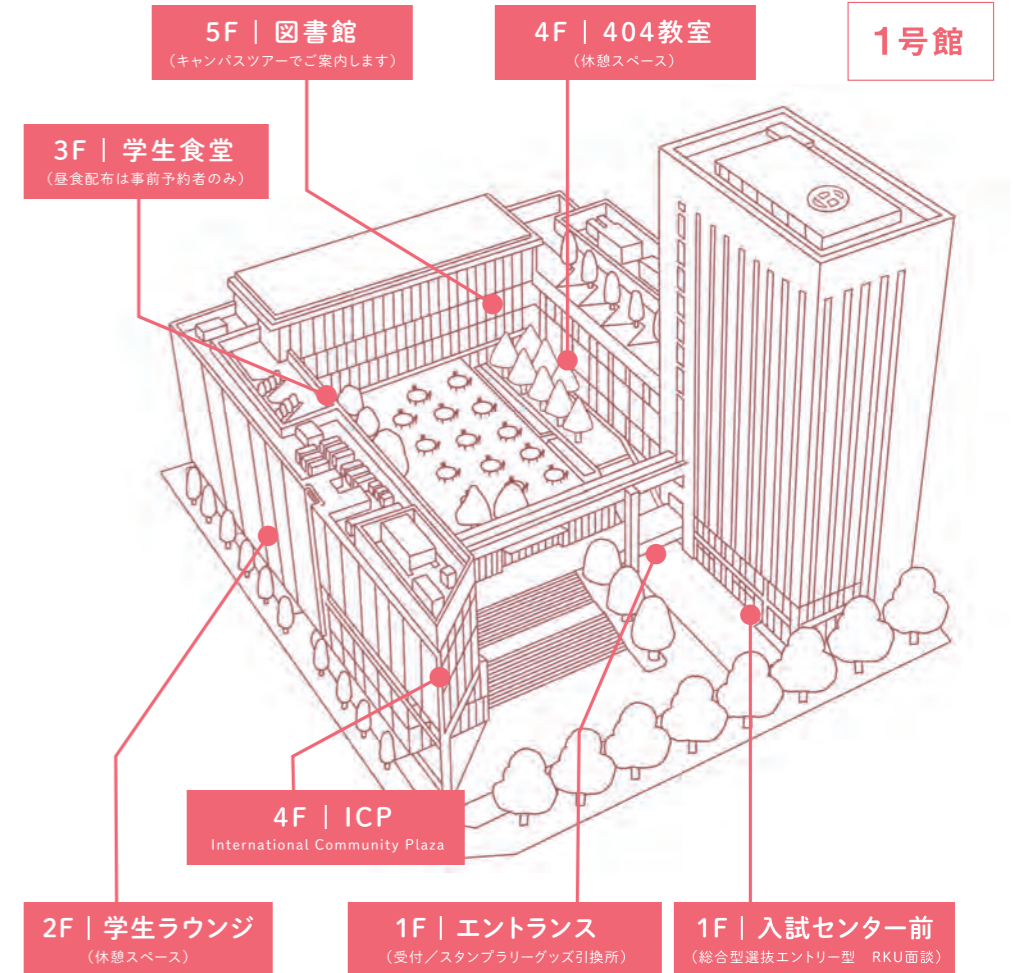 1号館
5F｜図書館
（キャンパスツアーでご案内します）
4F｜404教室
（休憩スペース）
3F｜学生食堂
（昼食配布は事前予約者のみ）
4F｜ICP
International Community Plaza
2F｜学生ラウンジ
（休憩スペース）
1F｜エントランス
（受付／スタンプラリーグッズ引換所）
1F｜入試センター前
（総合型選抜エントリー型　RKU面談）